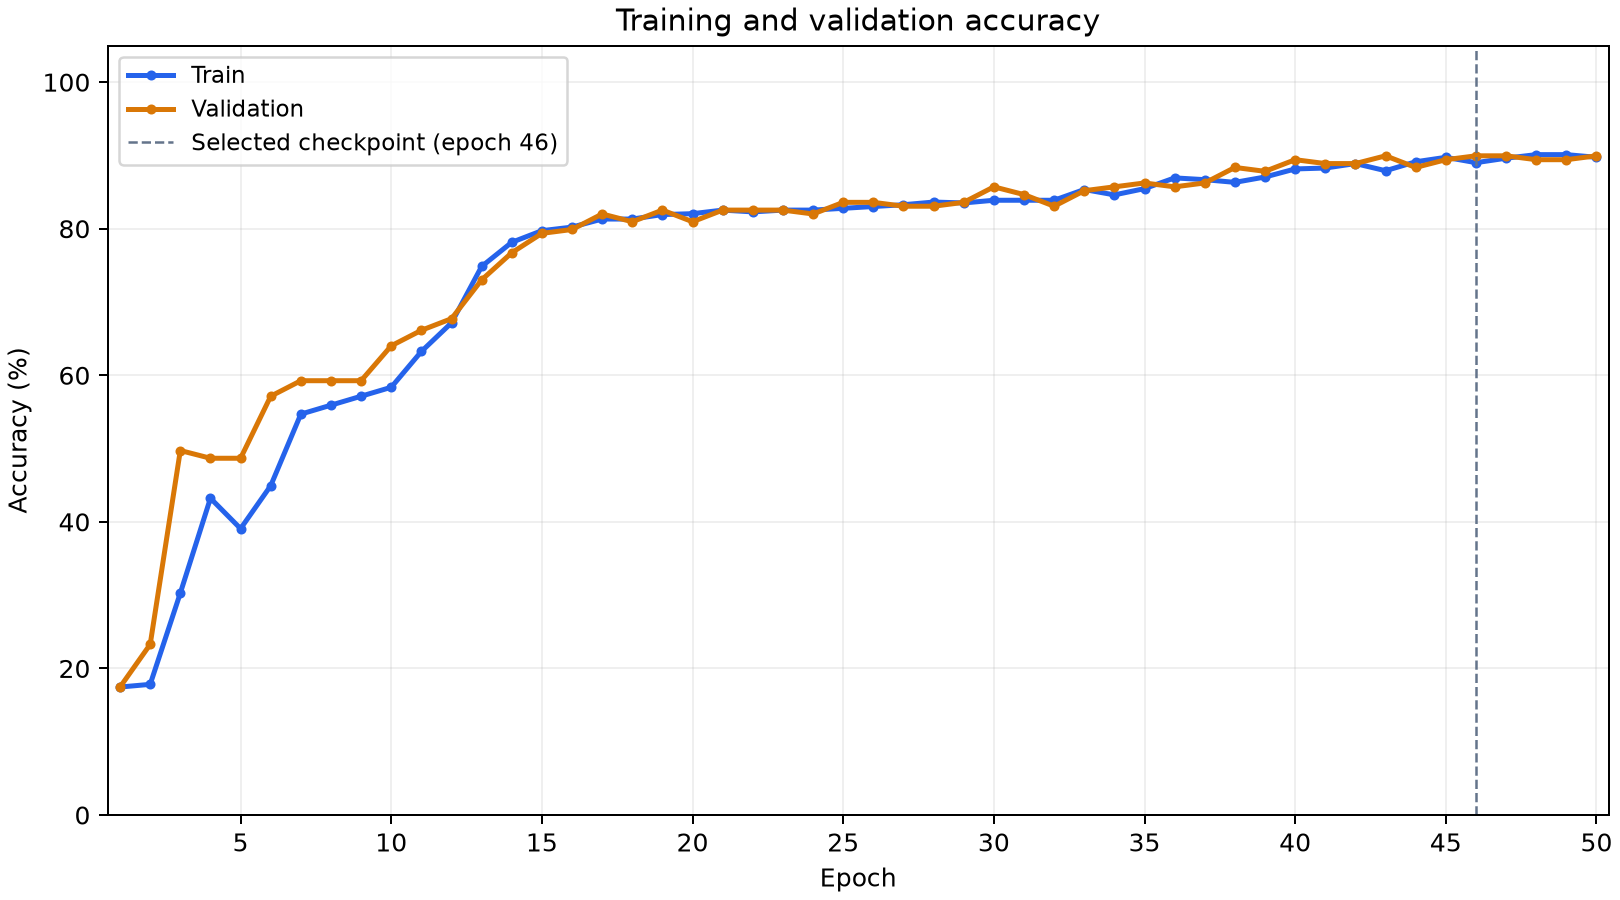 Training and validation accuracy
Train
Validation
Selected checkpoint (epoch 46)
Accuracy (%)
100
80
60
40
20
0
5 10 15 20 25 30 35 40 45 50
Epoch